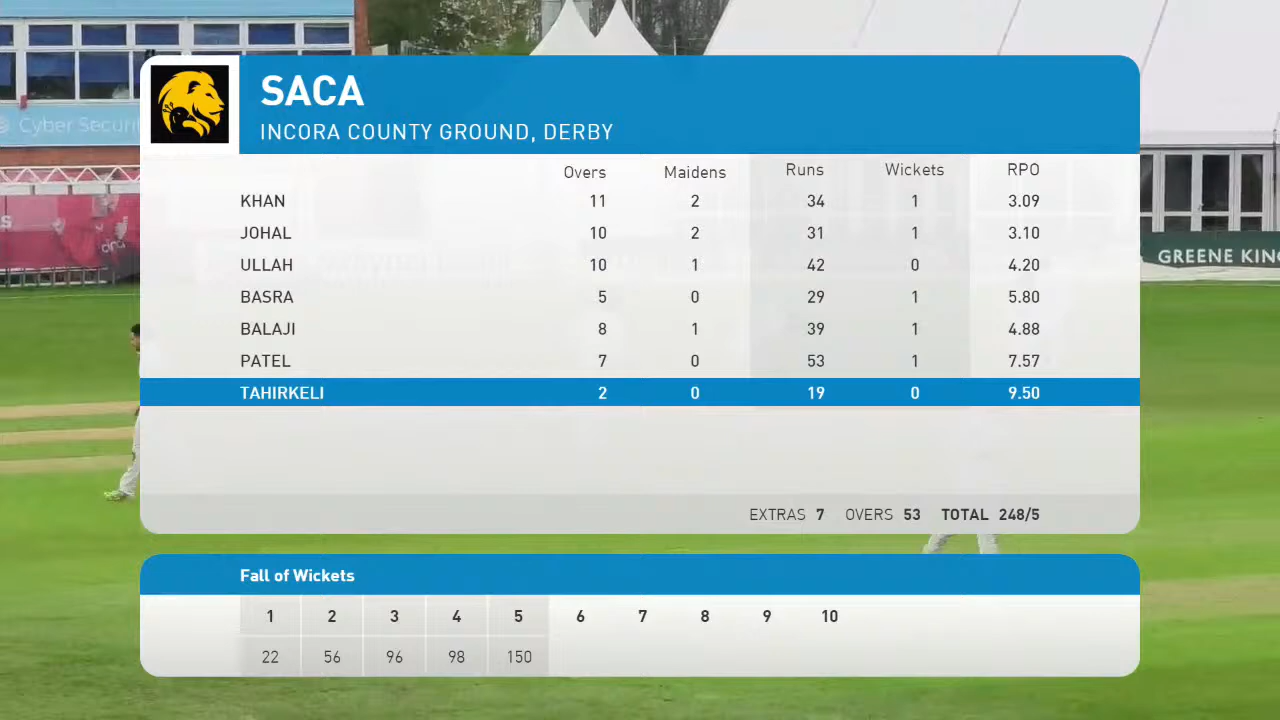 SACA
INCORA COUNTY GROUND, DERBY
Cyber Securit
Overs Maidens Runs Wickets RPO
KHAN 11 2 34 1 3.09
JOHAL 10 2 31 1 3.10
ULLAH 10 1 42 0 4.20
BASRA 5 0 29 1 5.80
BALAJI 8 1 39 1 4.88
PATEL 7 0 53 1 7.57
TAHIRKELI 2 0 19 0 9.50
GREENE KIN
EXTRAS 7 OVERS 53 TOTAL 248/5
Fall of Wickets
1 2 3 4 5 6 7 8 9 10
22 56 96 98 150